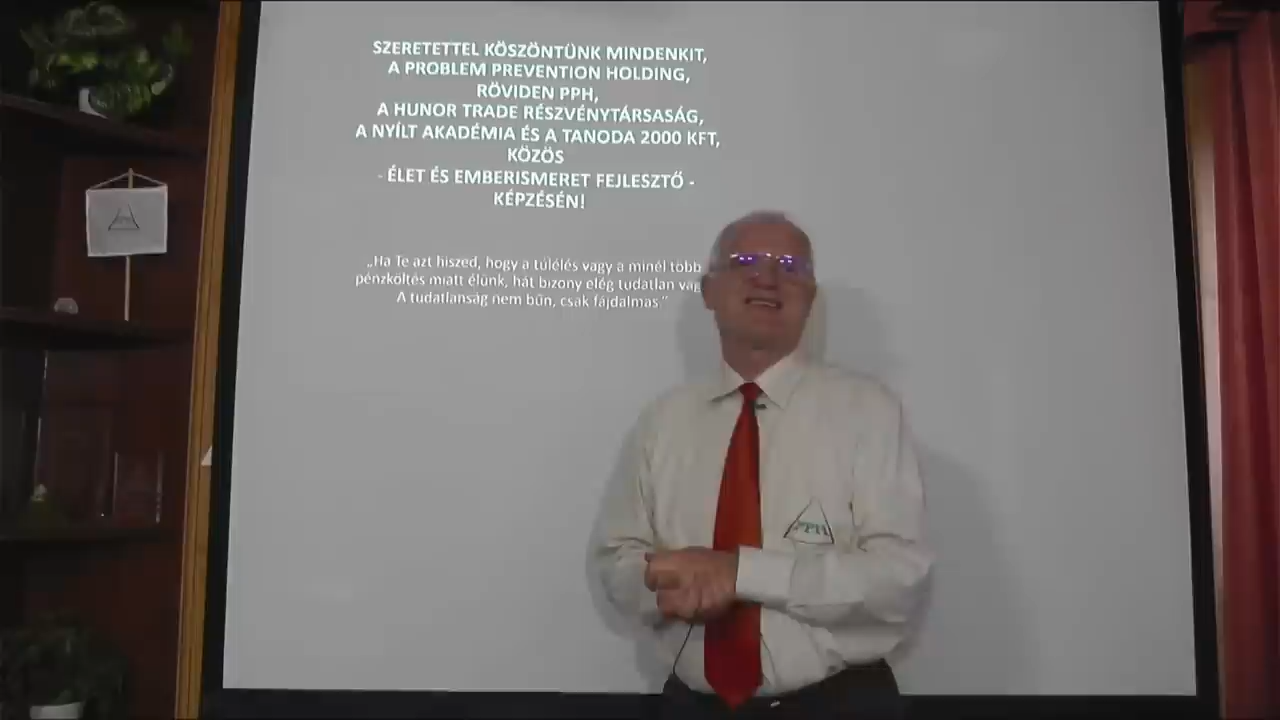 SZERETETTEL KÖSZÖNTÜNK MINDENKIT,
A PROBLEM PREVENTION HOLDING,
RÖVIDEN PPH,
A HUNOR TRADE RÉSZVÉNYTÁRSASÁG,
A NYÍLT AKADÉMIA ÉS A TANODA 2000 KFT,
KÖZÖS
- ÉLET ÉS EMBERISMERET FEJLESZTŐ -
KÉPZÉSÉN!
„Ha Te azt hiszed, hogy a túlélés vagy a minél több
pénzköltés miatt élünk, hát bizony elég tudatlan vag
A tudatlanság nem bűn, csak fájdalmas.”
PPH
PPH